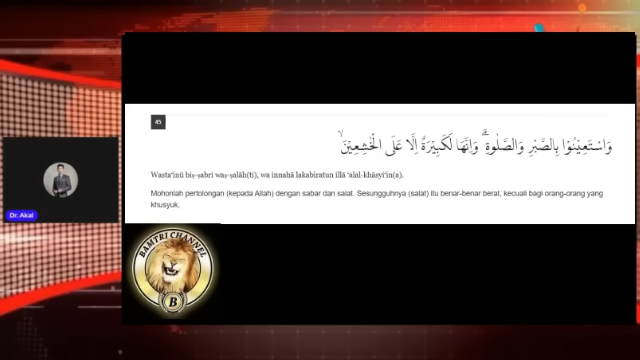 45
وَاسْتَعِيْنُوْا بِالصَّبْرِ وَالصَّلٰوةِ ۗ وَاِنَّهَا لَكَبِيْرَةٌ اِلَّا عَلَى الْخٰشِعِيْنَۙ
Wasta‘īnū biṣ-ṣabri waṣ-ṣalāh(ti), wa innahā lakabīratun illā ‘alal-khāsyi‘īn(a).
Mohonlah pertolongan (kepada Allah) dengan sabar dan salat. Sesungguhnya (salat) itu benar-benar berat, kecuali bagi orang-orang yang
khusyuk,
Dr. Akal
BAMTRI CHANNEL
B